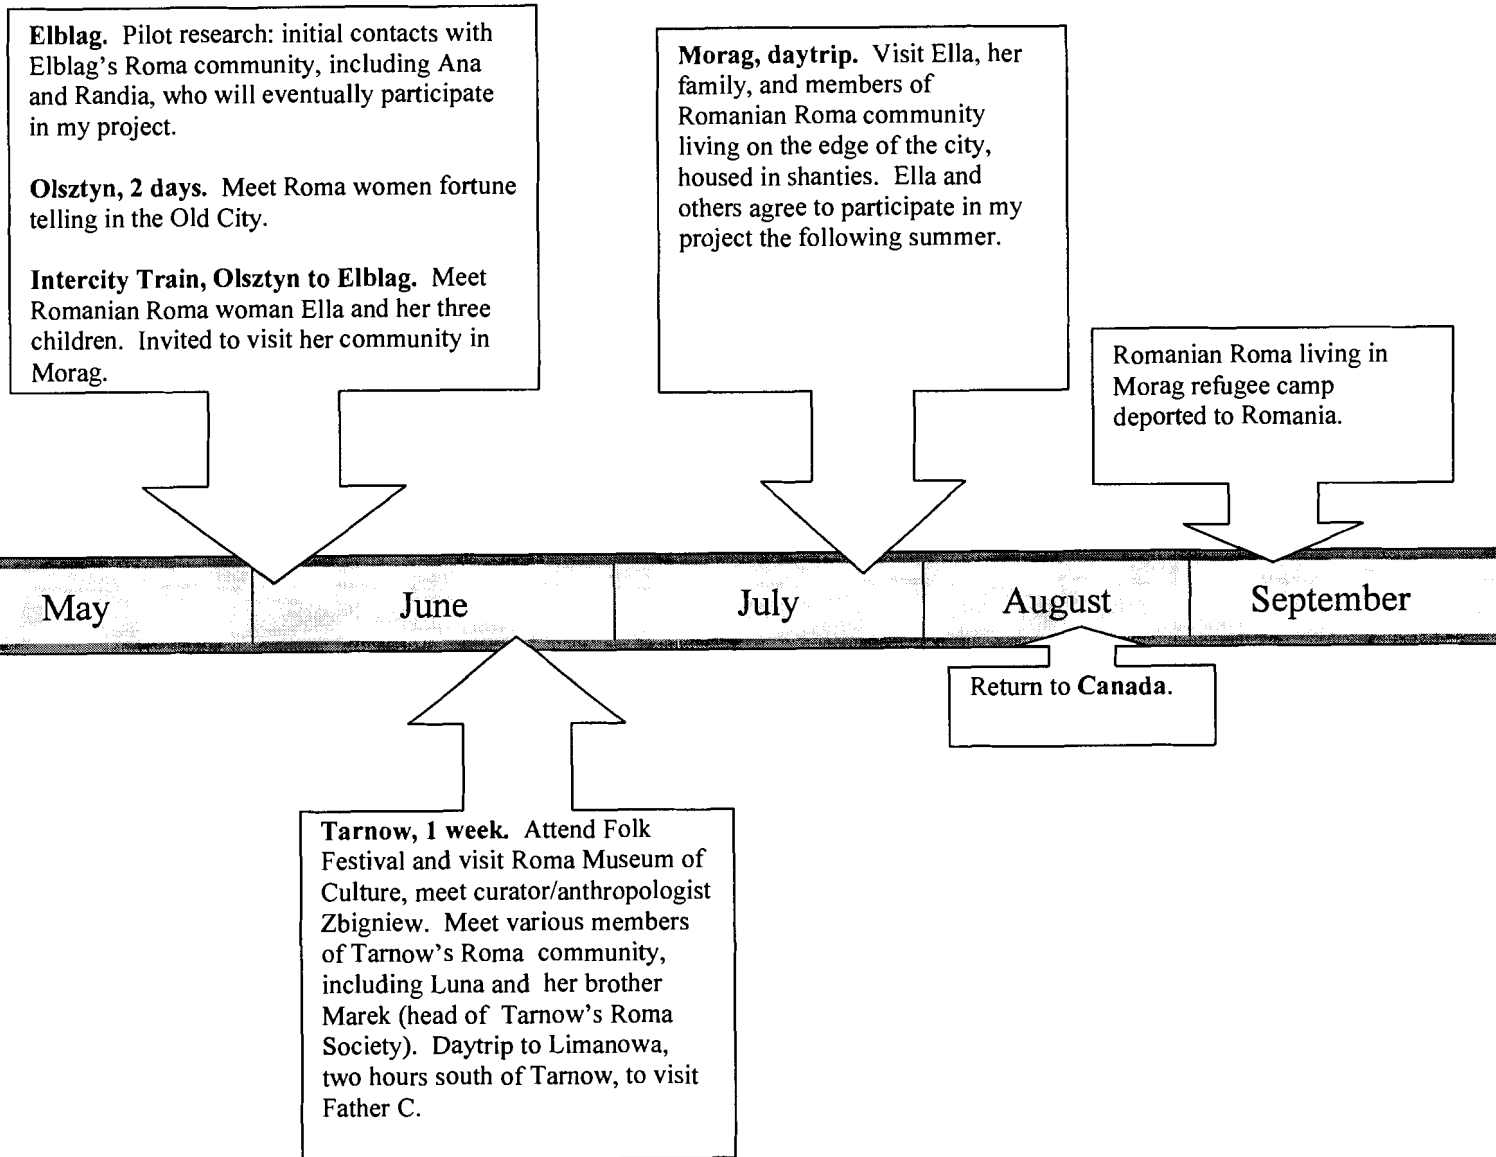 Elblag. Pilot research: initial contacts with
Elblag's Roma community, including Ana
and Randia, who will eventually participate
in my project.
Olsztyn, 2 days. Meet Roma women fortune
telling in the Old City.
Intercity Train, Olsztyn to Elblag. Meet
Romanian Roma woman Ella and her three
children. Invited to visit her community in
Morag.
Morag, daytrip. Visit Ella, her
family, and members of
Romanian Roma community
living on the edge of the city,
housed in shanties. Ella and
others agree to participate in my
project the following summer.
Romanian Roma living in
Morag refugee camp
deported to Romania.
May
June
July
August
September
Return to Canada.
Tarnow, 1 week. Attend Folk
Festival and visit Roma Museum of
Culture, meet curator/anthropologist
Zbigniew. Meet various members
of Tarnow's Roma community,
including Luna and her brother
Marek (head of Tarnow's Roma
Society). Daytrip to Limanowa,
two hours south of Tarnow, to visit
Father C.